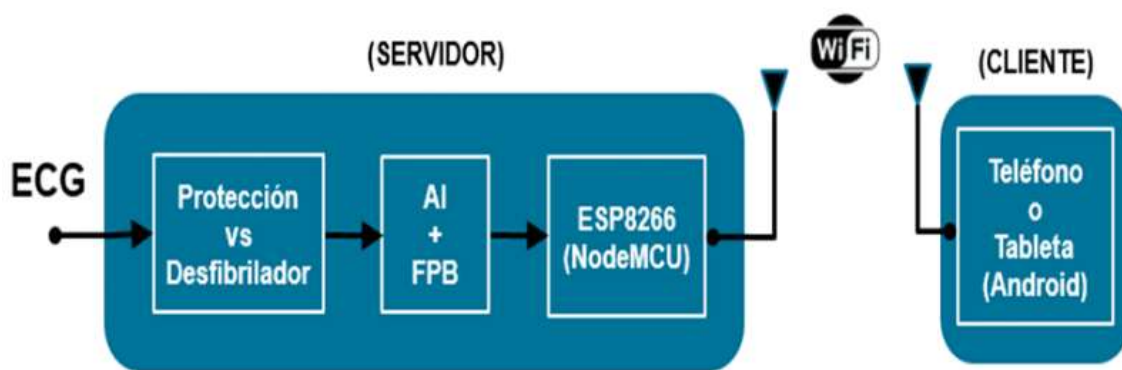 (SERVIDOR)
WiFi
(CLIENTE)
ECG
Protección
vs
Desfibrilador
AI
+
FPB
ESP8266
(NodeMCU)
Teléfono
o
Tableta
(Android)